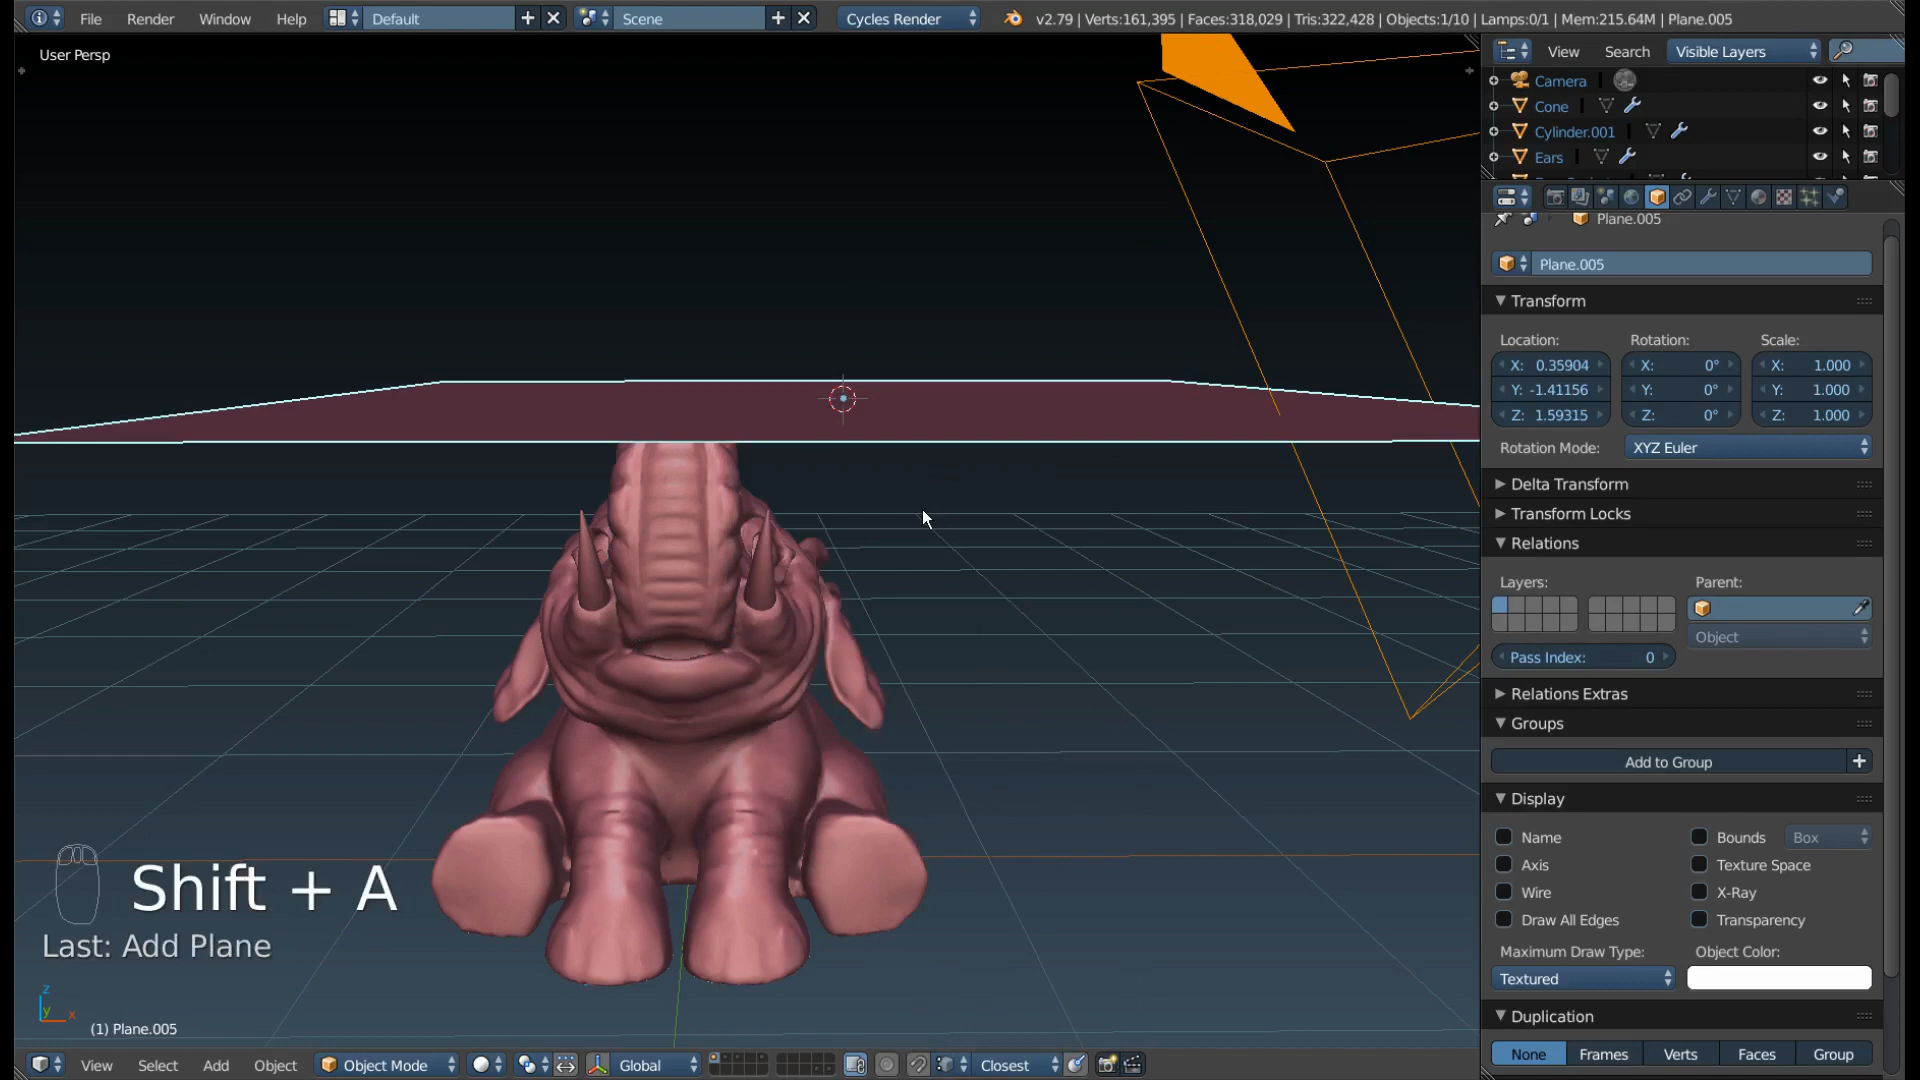 File Render Window Help Default Scene Cycles Render v2.79 | Verts:161,395 | Faces:318,029 | Tris:322,428 | Objects:1/10 | Lamps:0/1 | Mem:215.64M | Plane.005
User Persp
View Search Visible Layers
Camera
Cone
Cylinder.001
Ears
Plane.005
Plane.005
Transform
Location: Rotation: Scale:
X: 0.35904 X: 0° X: 1.000
Y: -1.41156 Y: 0° Y: 1.000
Z: 1.59315 Z: 0° Z: 1.000
Rotation Mode: XYZ Euler
Delta Transform
Transform Locks
Relations
Layers: Parent:
Object
Pass Index: 0
Relations Extras
Groups
Add to Group
Display
Name Bounds Box
Axis Texture Space
Wire X-Ray
Draw All Edges Transparency
Maximum Draw Type: Object Color:
Textured
Duplication
None Frames Verts Faces Group
Shift + A
Last: Add Plane
z
y x
(1) Plane.005
View Select Add Object Object Mode Global Closest